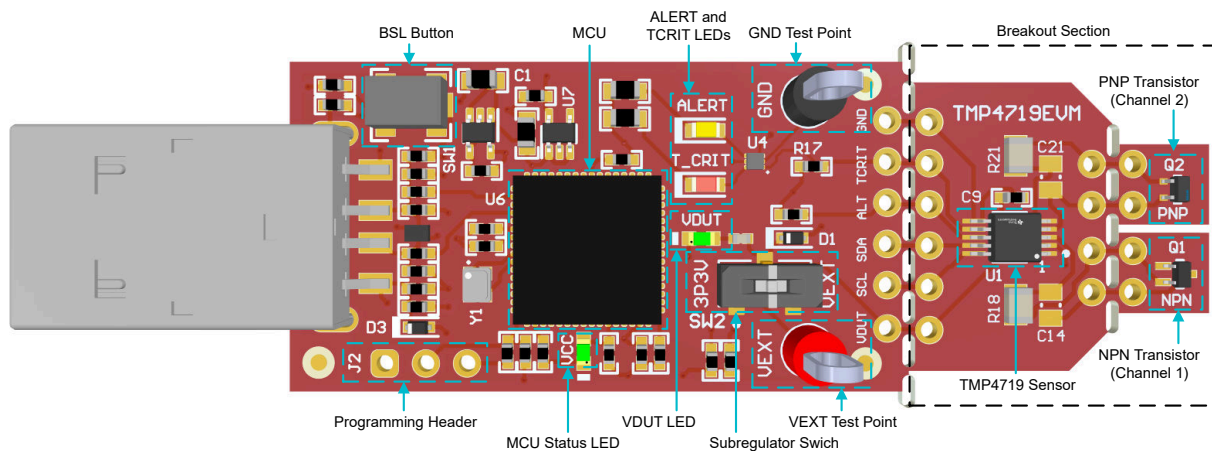 ALERT and
TCRIT LEDs
BSL Button
MCU
GND Test Point
Breakout Section
PNP Transistor
(Channel 2)
C1
U7
ALERT
GND
GND
TMP4719EVM
SW1
U4
R17
T_CRIT
TCRIT
R21
C21
Q2
PNP
U6
C9
ALT
VDUT
SDA
D1
U1
1
Q1
NPN
Y1
3P3V
VEXT
SCL
R18
C14
D3
SW2
VDUT
J2
VCC
VEXT
NPN Transistor
(Channel 1)
TMP4719 Sensor
Programming Header
MCU Status LED
VDUT LED
Subregulator Swich
VEXT Test Point